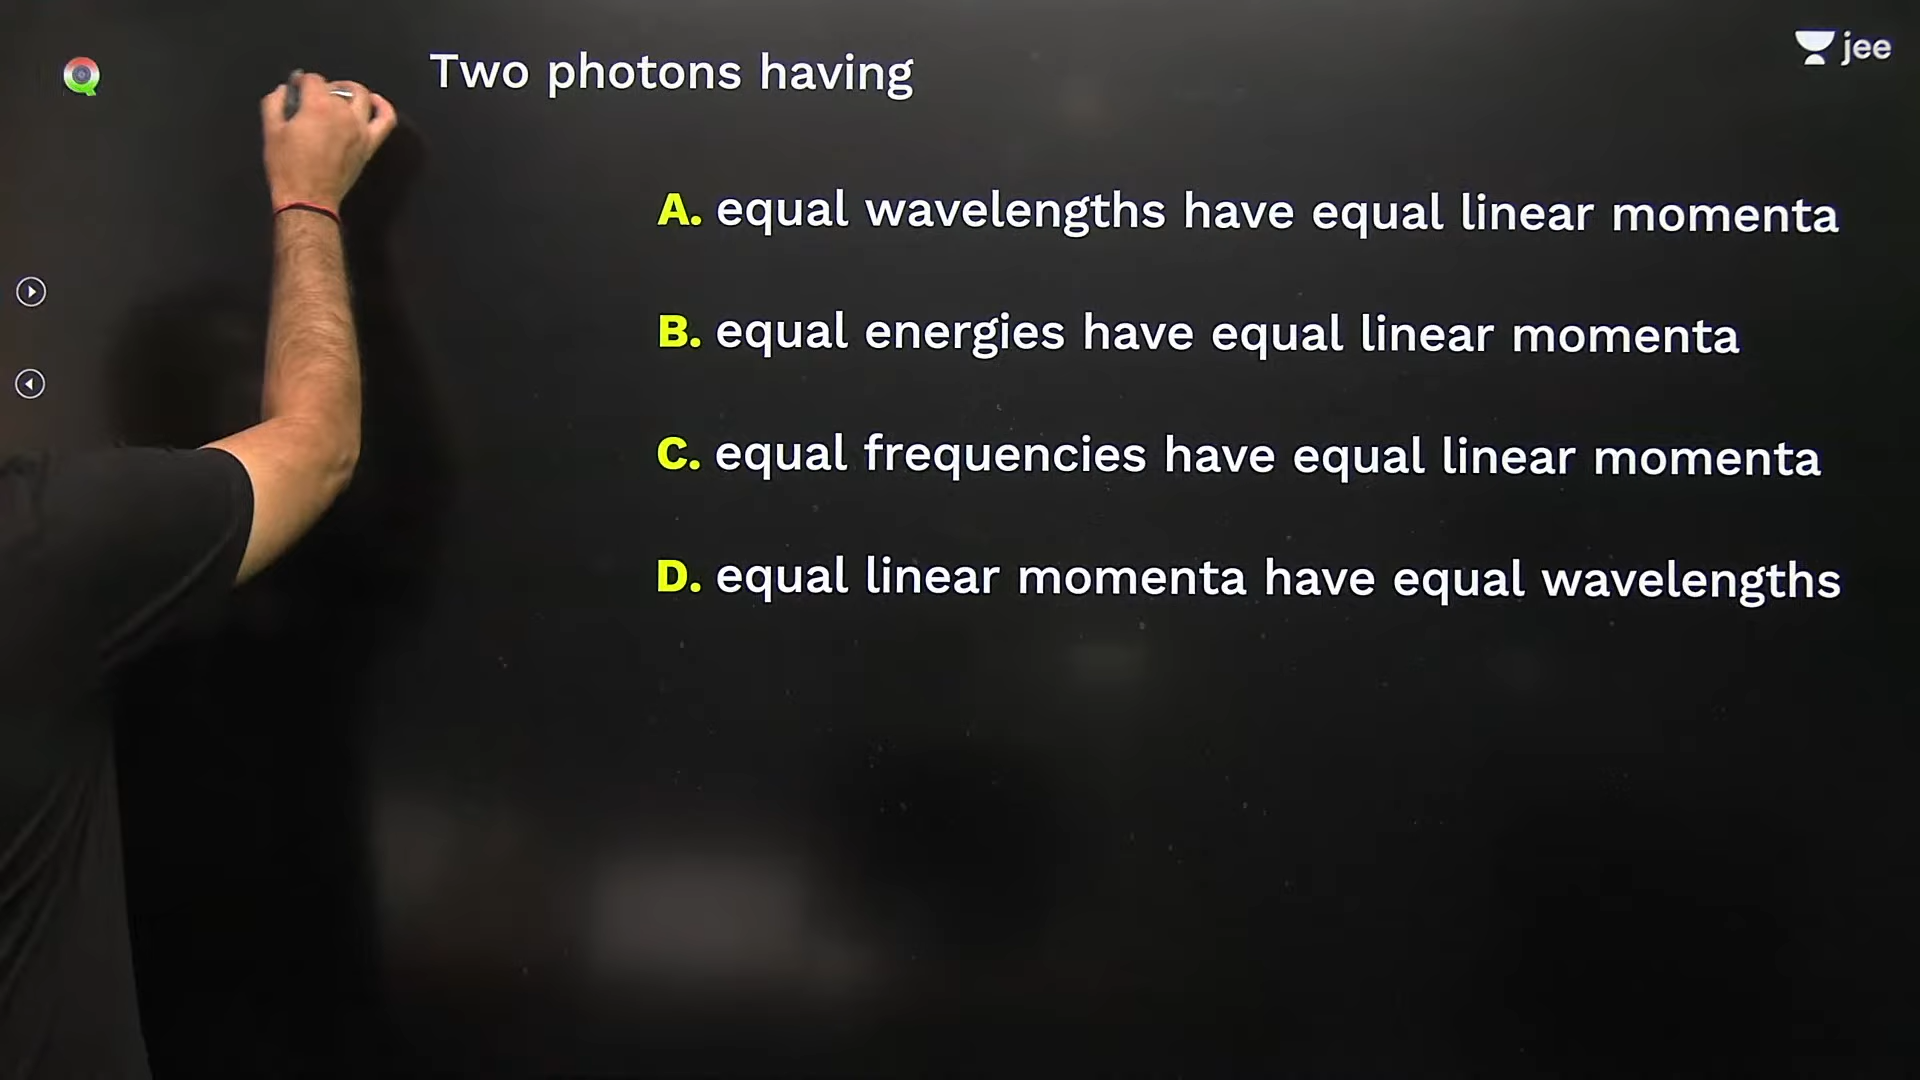 Two photons having
jee
A. equal wavelengths have equal linear momenta
B. equal energies have equal linear momenta
C. equal frequencies have equal linear momenta
D. equal linear momenta have equal wavelengths